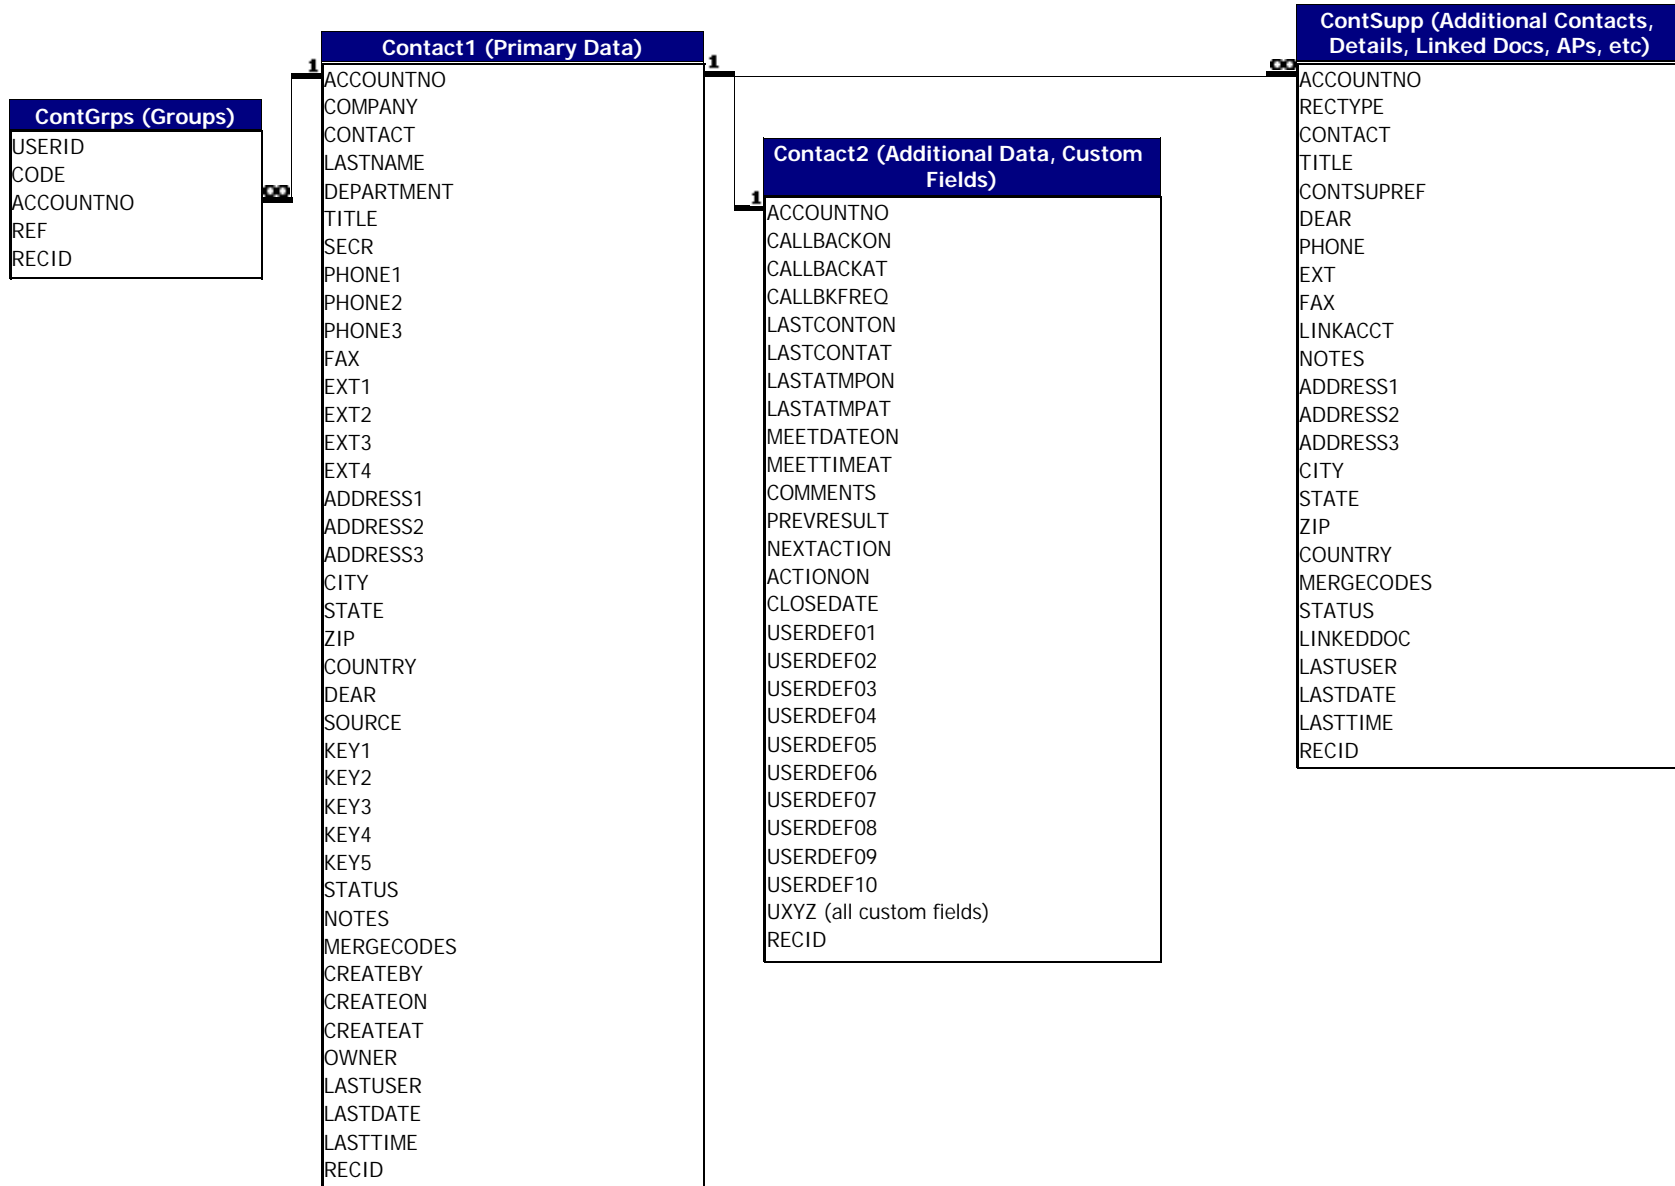 ContGrps (Groups)
USERID
CODE
ACCOUNTNO
REF
RECID
∞
1
Contact1 (Primary Data)
ACCOUNTNO
COMPANY
CONTACT
LASTNAME
DEPARTMENT
TITLE
SECR
PHONE1
PHONE2
PHONE3
FAX
EXT1
EXT2
EXT3
EXT4
ADDRESS1
ADDRESS2
ADDRESS3
CITY
STATE
ZIP
COUNTRY
DEAR
SOURCE
KEY1
KEY2
KEY3
KEY4
KEY5
STATUS
NOTES
MERGECODES
CREATEBY
CREATEON
CREATEAT
OWNER
LASTUSER
LASTDATE
LASTTIME
RECID
1
1
Contact2 (Additional Data, Custom
Fields)
ACCOUNTNO
CALLBACKON
CALLBACKAT
CALLBKFREQ
LASTCONTON
LASTCONTAT
LASTATMPON
LASTATMPAT
MEETDATEON
MEETTIMEAT
COMMENTS
PREVRESULT
NEXTACTION
ACTIONON
CLOSEDATE
USERDEF01
USERDEF02
USERDEF03
USERDEF04
USERDEF05
USERDEF06
USERDEF07
USERDEF08
USERDEF09
USERDEF10
UXYZ (all custom fields)
RECID
∞
ContSupp (Additional Contacts,
Details, Linked Docs, APs, etc)
ACCOUNTNO
RECTYPE
CONTACT
TITLE
CONTSUPREF
DEAR
PHONE
EXT
FAX
LINKACCT
NOTES
ADDRESS1
ADDRESS2
ADDRESS3
CITY
STATE
ZIP
COUNTRY
MERGECODES
STATUS
LINKEDDOC
LASTUSER
LASTDATE
LASTTIME
RECID